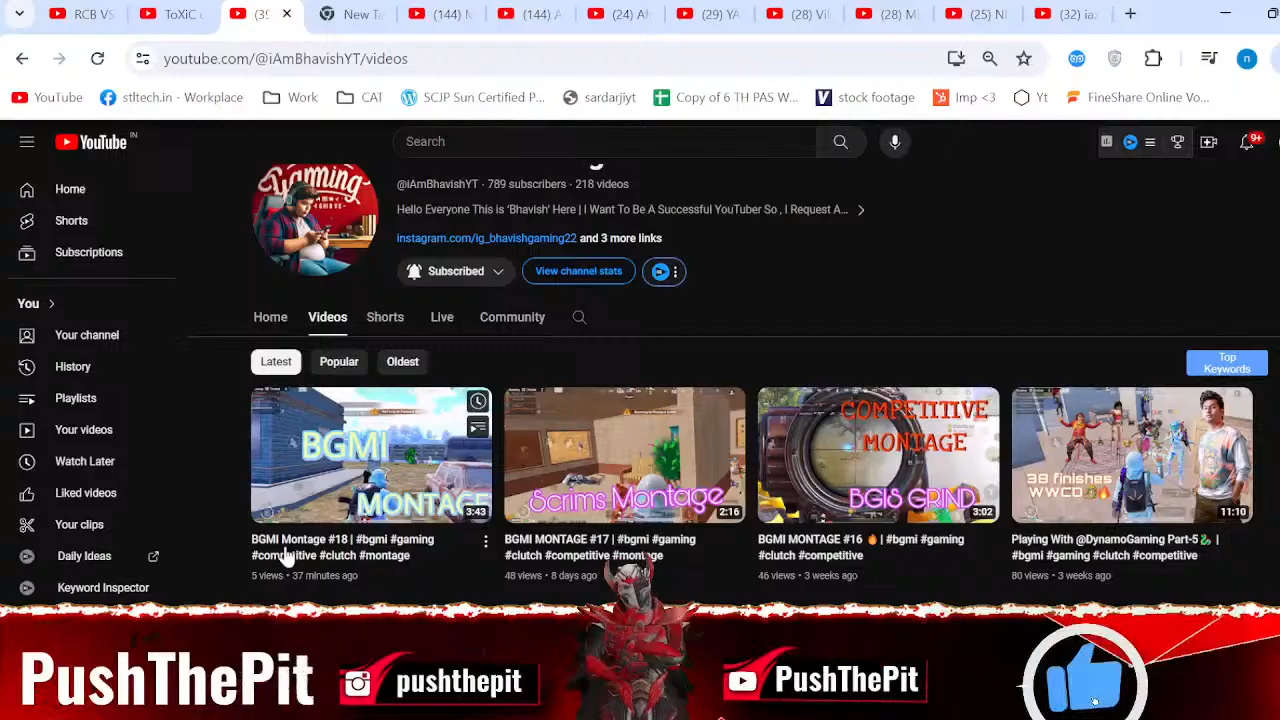 RCB VS
ToXiC
(39
New Ta
(144) N
(144) A
(24) Af
(29) YA
(28) Vi
(28) Mi
(25) N
(32) iaz
youtube.com/@iAmBhavishYT/videos
n
YouTube
stltech.in - Workplace
Work
CAT
SCJP Sun Certified P...
sardarjiyt
Copy of 6 TH PAS W...
stock footage
Imp <3
Yt
FineShare Online Vo...
YouTube IN
Search
9+
Home
Shorts
Subscriptions
You
Your channel
History
Playlists
Your videos
Watch Later
Liked videos
Your clips
Daily Ideas
Keyword Inspector
Gaming
@iAmBhavishYT · 789 subscribers · 218 videos
Hello Everyone This is 'Bhavish' Here | I Want To Be A Successful YouTuber So , I Request A...
instagram.com/ig_bhavishgaming22 and 3 more links
Subscribed
View channel stats
Home
Videos
Shorts
Live
Community
Latest
Popular
Oldest
Top
Keywords
BGMI
MONTAGE
3:43
Scrims Montage
2:16
COMPETITIVE
MONTAGE
BGIS GRIND
3:02
38 finishes
WWCD
11:10
BGMI Montage #18 | #bgmi #gaming
#competitive #clutch #montage
5 views · 37 minutes ago
BGMI MONTAGE #17 | #bgmi #gaming
#clutch #competitive #montage
48 views · 8 days ago
BGMI MONTAGE #16 🔥 | #bgmi #gaming
#clutch #competitive
46 views · 3 weeks ago
Playing With @DynamoGaming Part-5🐉 |
#bgmi #gaming #clutch #competitive
80 views · 3 weeks ago
PushThePit
pushthepit
PushThePit